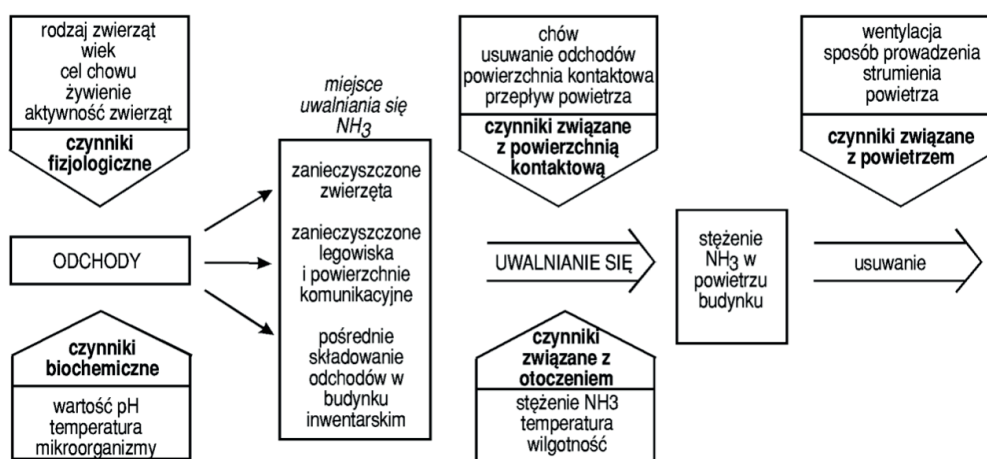 rodzaj zwierząt
wiek
cel chowu
żywienie
aktywność zwierząt
czynniki
fizjologiczne
ODCHODY
czynniki
biochemiczne
wartość pH
temperatura
mikroorganizmy
miejsce
uwalniania się
NH3
zanieczyszczone
zwierzęta
zanieczyszczone
legowiska
i powierzchnie
komunikacyjne
pośrednie
składowanie
odchodów w
budynku
inwentarskim
chów
usuwanie odchodów
powierzchnia kontaktowa
przepływ powietrza
czynniki związane
z powierzchnią
kontaktową
UWALNIANIE SIĘ
czynniki
związane z
otoczeniem
stężenie NH3
temperatura
wilgotność
stężenie
NH3 w
powietrzu
budynku
wentylacja
sposób prowadzenia
strumienia
powietrza
czynniki związane
z powietrzem
usuwanie